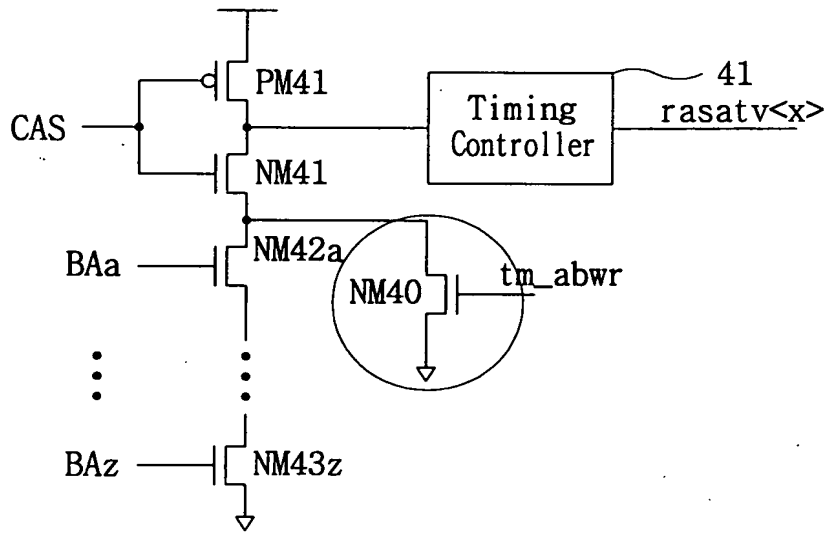 PM41
41
Timing
Controller
rasatv<x>
CAS
NM41
BAa
NM42a
NM40
tm_abwr
BAz
NM43z